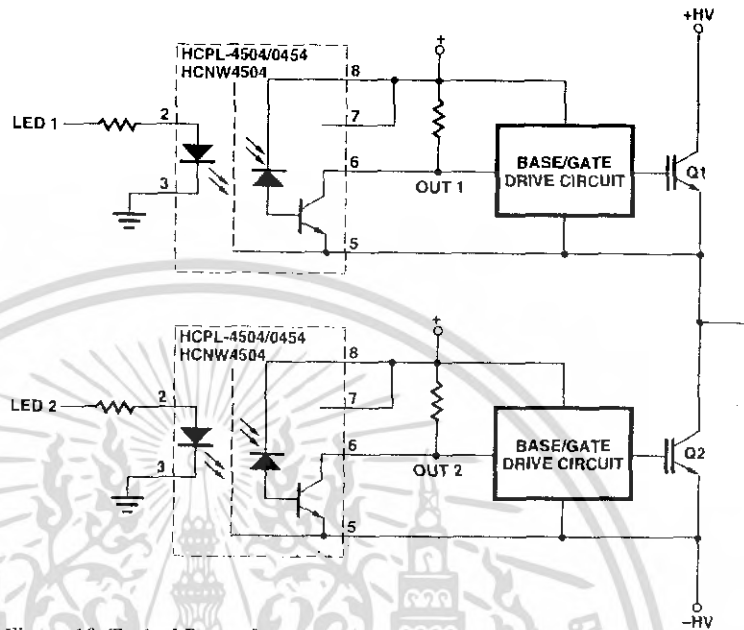 +HV
HCPL-4504/0454
HCNW4504
8
+
LED 1
2
7
3
6
OUT 1
BASE/GATE
DRIVE CIRCUIT
Q1
5
HCPL-4504/0454
HCNW4504
8
+
LED 2
2
7
3
6
OUT 2
BASE/GATE
DRIVE CIRCUIT
Q2
5
–HV